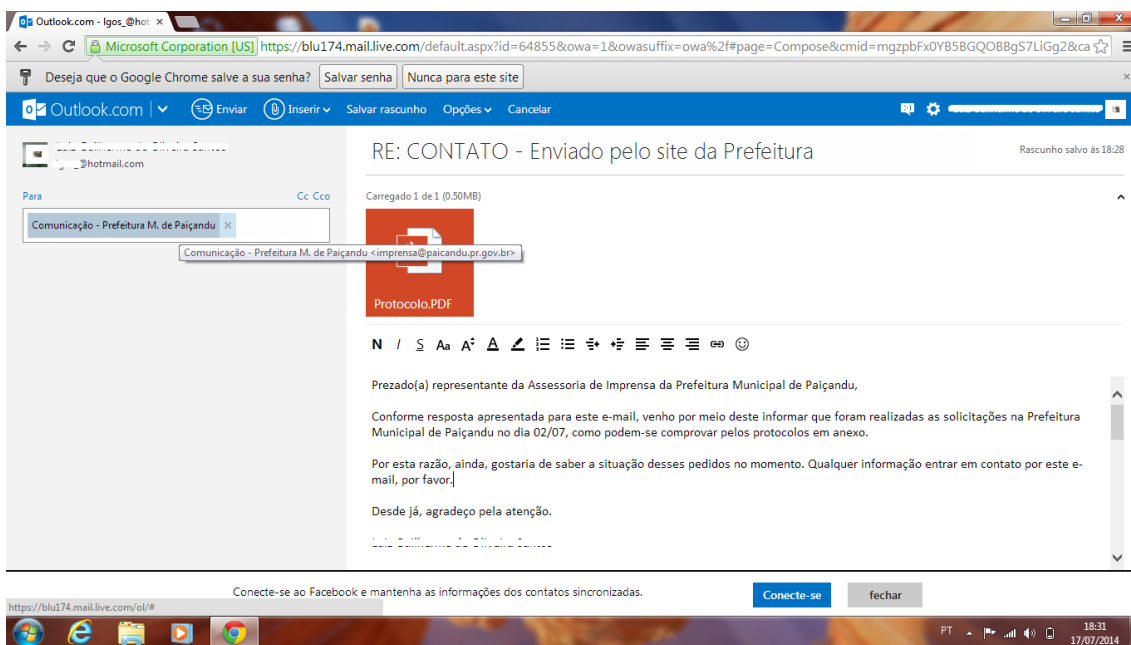 Outlook.com - lgos_@hot
Microsoft Corporation [US] https://blu174.mail.live.com/default.aspx?id=64855&owa=1&owasuffix=owa%2f#page=Compose&cmid=mgzpbFx0YB5BGQOBBgS7LiGg2&ca
Deseja que o Google Chrome salve a sua senha? Salvar senha Nunca para este site
Outlook.com Enviar Inserir Salvar rascunho Opções Cancelar
@hotmail.com
RE: CONTATO - Enviado pelo site da Prefeitura
Rascunho salvo às 18:28
Para Cc Cco
Comunicação - Prefeitura M. de Paiçandu
Comunicação - Prefeitura M. de Paiçandu <imprensa@paicandu.pr.gov.br>
Carregado 1 de 1 (0.50MB)
Protocolo.PDF
N I S Aa A A
Prezado(a) representante da Assessoria de Imprensa da Prefeitura Municipal de Paiçandu,
Conforme resposta apresentada para este e-mail, venho por meio deste informar que foram realizadas as solicitações na Prefeitura
Municipal de Paiçandu no dia 02/07, como podem-se comprovar pelos protocolos em anexo.
Por esta razão, ainda, gostaria de saber a situação desses pedidos no momento. Qualquer informação entrar em contato por este e-
mail, por favor.
Desde já, agradeço pela atenção.
Conecte-se ao Facebook e mantenha as informações dos contatos sincronizadas. Conecte-se fechar
https://blu174.mail.live.com/ol/#
PT 18:31
17/07/2014